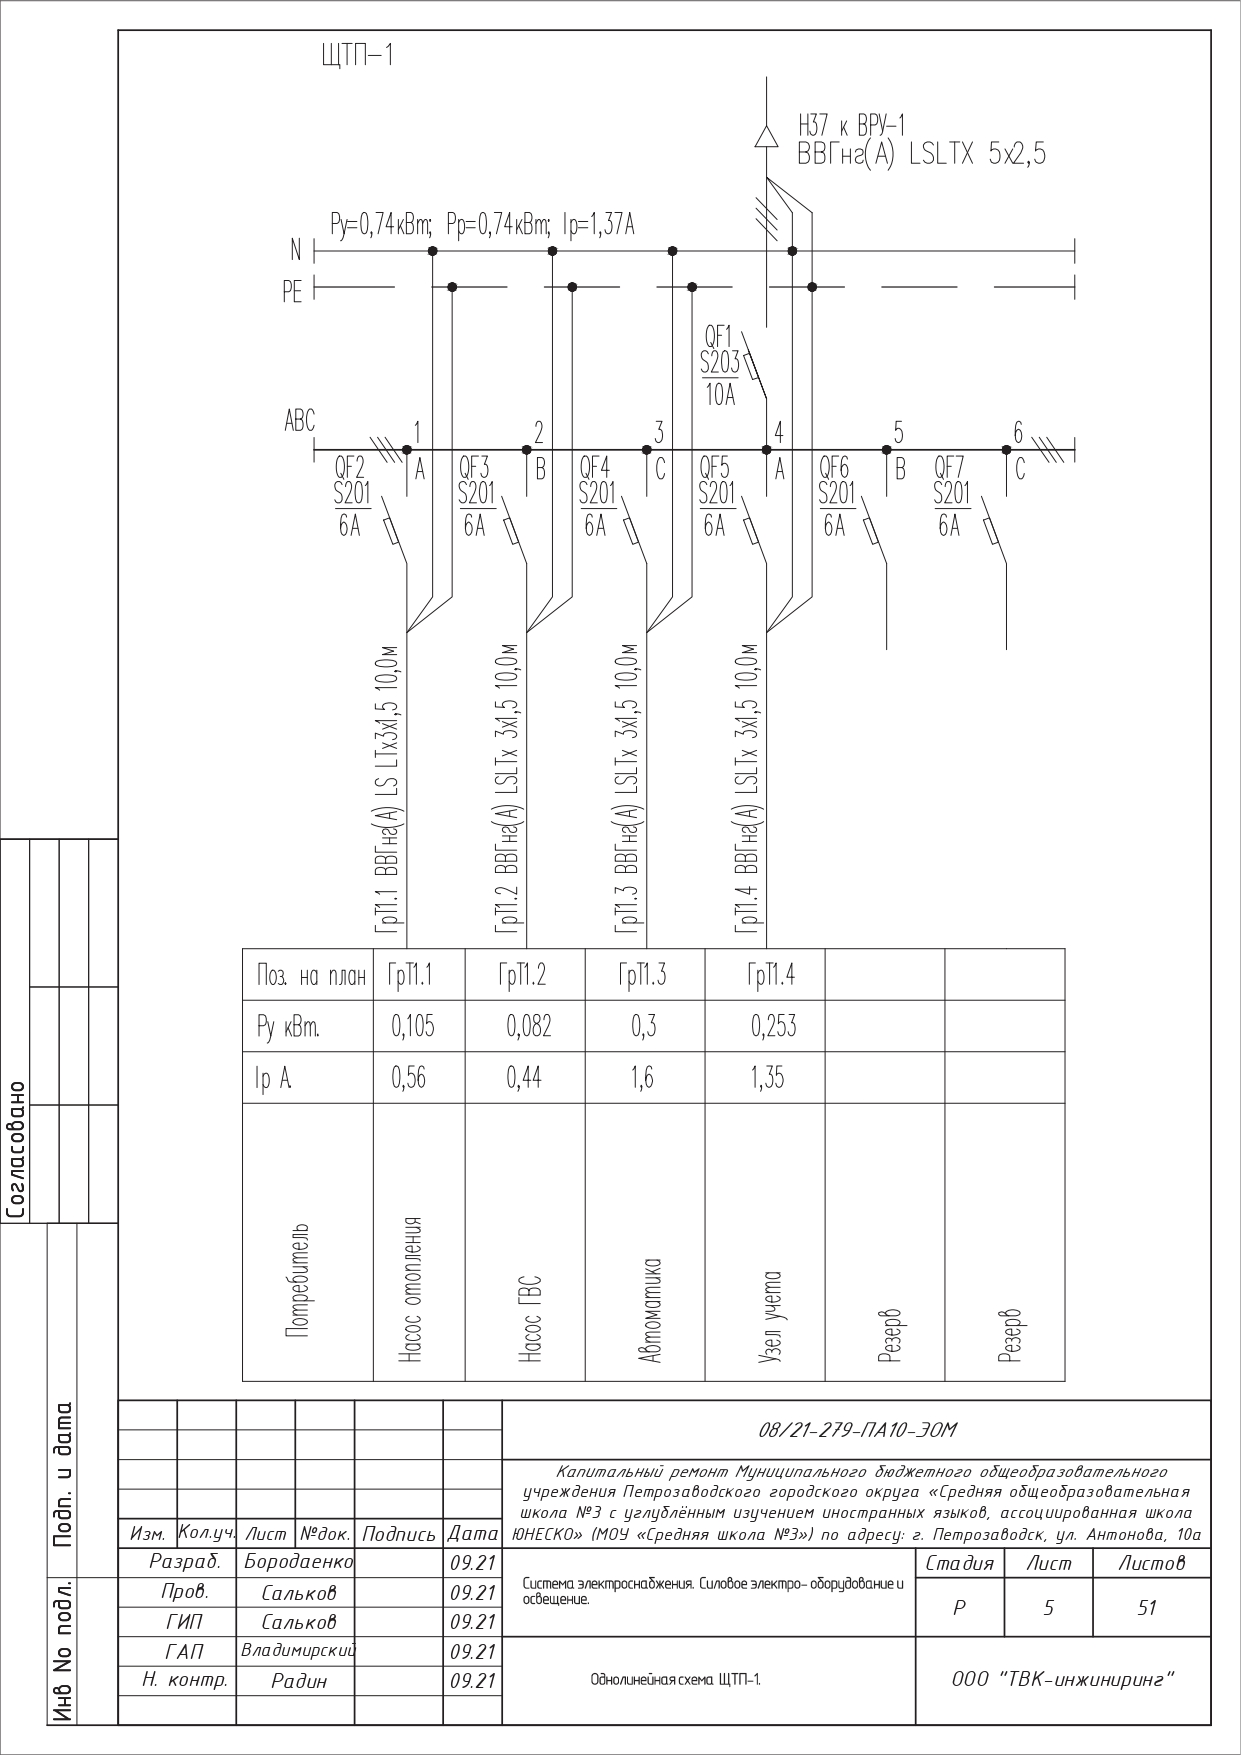 ЩТП-1
Н37 к ВРУ-1
ВВГнг(А) LSLTX 5х2,5
Ру=0,74кВт; Рр=0,74кВт; Iр=1,37А
N
PE
QF1
S203
10А
АВС
1 2 3 4 5 6
А В С А В С
QF2 QF3 QF4 QF5 QF6 QF7
S201 S201 S201 S201 S201 S201
6А 6А 6А 6А 6А 6А
ГрТ1.1 ВВГнг(А) LS LTx3х1,5 10,0м
ГрТ1.2 ВВГнг(А) LSLTx 3х1,5 10,0м
ГрТ1.3 ВВГнг(А) LSLTx 3х1,5 10,0м
ГрТ1.4 ВВГнг(А) LSLTx 3х1,5 10,0м
Поз. на план ГрТ1.1 ГрТ1.2 ГрТ1.3 ГрТ1.4
Ру кВт. 0,105 0,082 0,3 0,253
Iр А. 0,56 0,44 1,6 1,35
Потребитель
Насос отопления
Насос ГВС
Автоматика
Узел учета
Резерв
Резерв
Согласовано
Подп. и дата
Инв No подл.
08/21-279-ПА10-ЭОМ
Капитальный ремонт Муниципального бюджетного общеобразовательного
учреждения Петрозаводского городского округа «Средняя общеобразовательная
школа №3 с углублённым изучением иностранных языков, ассоциированная школа
ЮНЕСКО» (МОУ «Средняя школа №3») по адресу: г. Петрозаводск, ул. Антонова, 10а
Изм. Кол.уч. Лист №док. Подпись Дата
Разраб. Бородаенко 09.21
Пров. Сальков 09.21
ГИП Сальков 09.21
ГАП Владимирский 09.21
Н. контр. Радин 09.21
Система электроснабжения. Силовое электро- оборудование и
освещение.
Стадия Лист Листов
Р 5 51
Однолинейная схема ЩТП-1.
ООО "ТВК-инжиниринг"